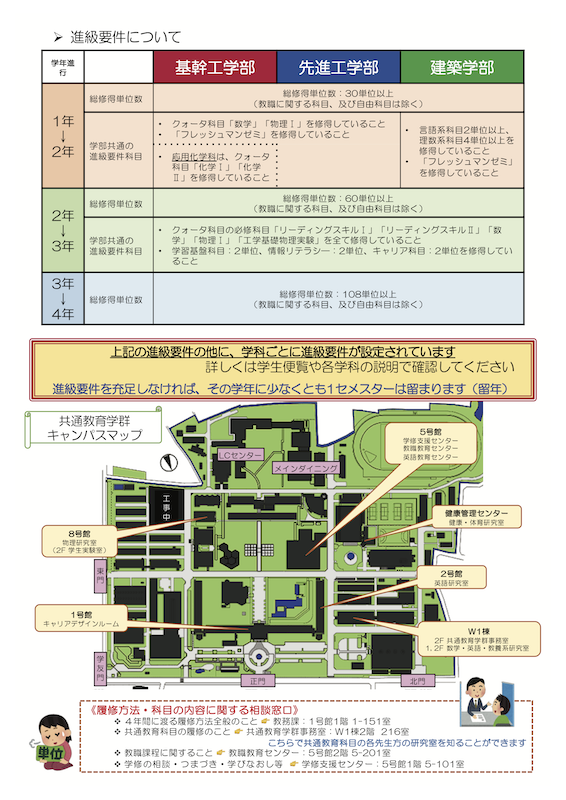 ➢ 進級要件について
学年進
行
基幹工学部
先進工学部
建築学部
1年
↓
2年
総修得単位数
総修得単位数：30単位以上
（教職に関する科目、及び自由科目は除く）
学部共通の
進級要件科目
• クォータ科目「数学」「物理Ⅰ」を修得していること
• 「フレッシュマンゼミ」を修得していること
• 応用化学科は、クォータ
科目「化学Ⅰ」「化学
Ⅱ」を修得していること
• 言語系科目2単位以上、
理数系科目4単位以上を
修得していること
• 「フレッシュマンゼミ」
を修得していること
2年
↓
3年
総修得単位数
総修得単位数：60単位以上
（教職に関する科目、及び自由科目は除く）
学部共通の
進級要件科目
• クォータ科目の必修科目「リーディングスキルⅠ」「リーディングスキルⅡ」「数
学」「物理Ⅰ」「工学基礎物理実験」を全て修得していること
• 学習基盤科目：2単位、情報リテラシー：2単位、キャリア科目：2単位を修得してい
ること
3年
↓
4年
総修得単位数
総修得単位数：108単位以上
（教職に関する科目、及び自由科目は除く）
上記の進級要件の他に、学科ごとに進級要件が設定されています
詳しくは学生便覧や各学科の説明で確認してください
進級要件を充足しなければ、その学年に少なくとも1セメスターは留まります（留年）
共通教育学群
キャンパスマップ
5号館
学修支援センター
教職教育センター
英語教育センター
LCセンター
メインダイニング
工事中
健康管理センター
健康・体育研究室
8号館
物理研究室
（2F 学生実験室）
東門
2号館
英語研究室
1号館
キャリアデザインルーム
W1棟
2F 共通教育学群事務室
1, 2F 数学・英語・教養系研究室
学友門
正門
北門
《履修方法・科目の内容に関する相談窓口》
❖ 4年間に渡る履修方法全般のこと 👉 教務課：1号館1階 1-151室
❖ 共通教育科目の履修のこと 👉 共通教育学群事務室：W1棟2階 216室
こちらで共通教育科目の各先生方の研究室を知ることができます
❖ 教職課程に関すること 👉 教職教育センター：5号館2階 5-201室
❖ 学修の相談・つまづき・学びなおし等 👉 学修支援センター：5号館1階 5-101室
単位